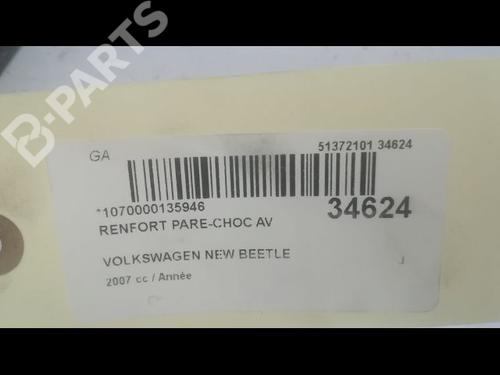 B-PARTS
GA
51372101 34624
*1070000135946
34624
RENFORT PARE-CHOC AV
VOLKSWAGEN NEW BEETLE
2007 cc / Année